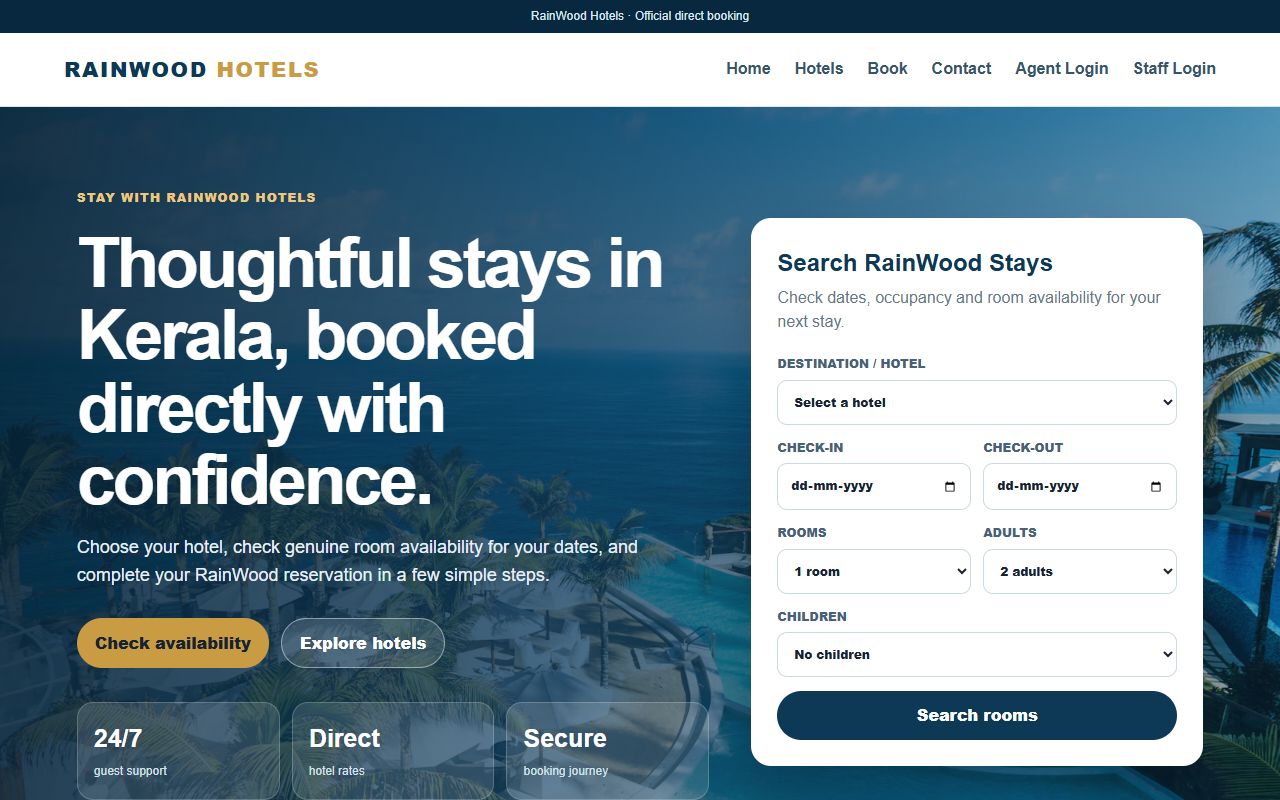 RainWood Hotels · Official direct booking
RAINWOOD HOTELS
Home Hotels Book Contact Agent Login Staff Login
STAY WITH RAINWOOD HOTELS
Thoughtful stays in
Kerala, booked
directly with
confidence.
Choose your hotel, check genuine room availability for your dates, and
complete your RainWood reservation in a few simple steps.
Check availability
Explore hotels
24/7
guest support
Direct
hotel rates
Secure
booking journey
Search RainWood Stays
Check dates, occupancy and room availability for your
next stay.
DESTINATION / HOTEL
Select a hotel
CHECK-IN CHECK-OUT
dd-mm-yyyy dd-mm-yyyy
ROOMS ADULTS
1 room 2 adults
CHILDREN
No children
Search rooms